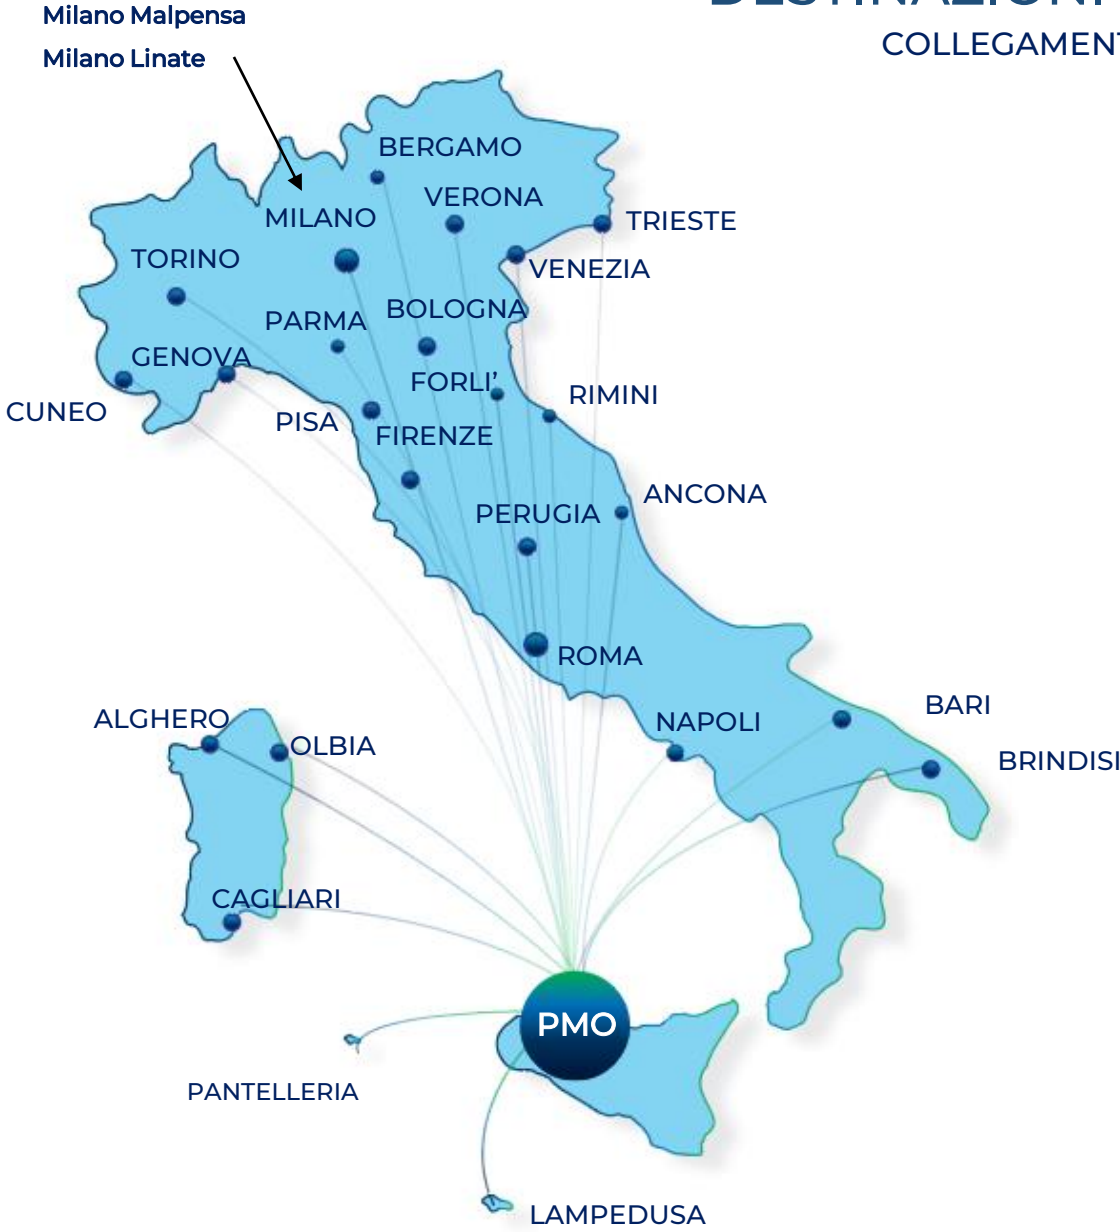 Milano Malpensa
Milano Linate
COLLEGAMENT
BERGAMO
VERONA
MILANO
TRIESTE
TORINO
VENEZIA
BOLOGNA
PARMA
GENOVA
FORLI’
RIMINI
CUNEO
PISA
FIRENZE
ANCONA
PERUGIA
ROMA
BARI
ALGHERO
NAPOLI
OLBIA
BRINDISI
CAGLIARI
PMO
PANTELLERIA
LAMPEDUSA